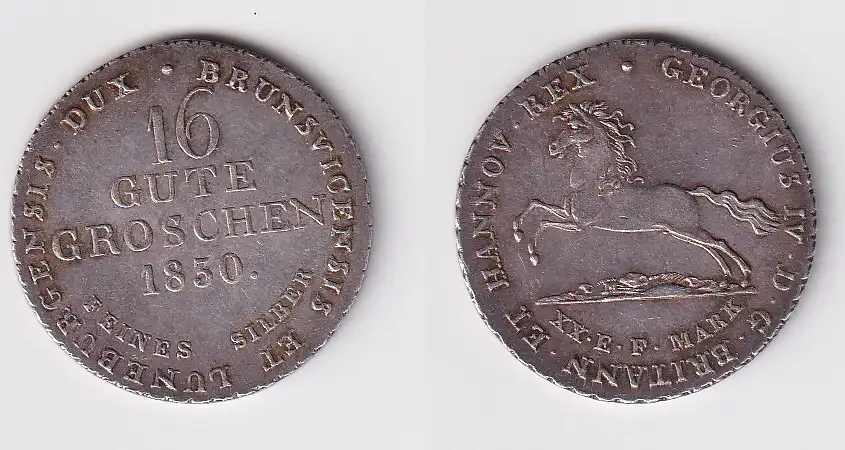 BRUNSVICENSIS ET LUNEBURGENSIS · DUX ·
16
GUTE
GROSCHEN
1830.
FEINES SILBER
GEORGIUS IV · D · G · BRITANN · ET HANNOV · REX ·
XX · E · F · MARK